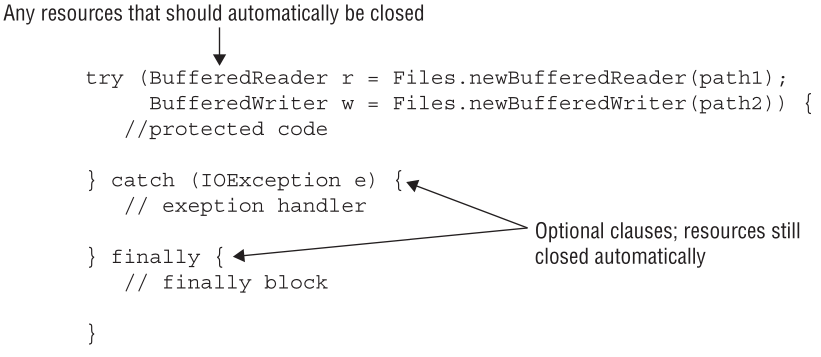 Any resources that should automatically be closed
try (BufferedReader r = Files.newBufferedReader(path1);
BufferedWriter w = Files.newBufferedWriter(path2)) {
//protected code
} catch (IOException e) {
// exeption handler
Optional clauses; resources still
closed automatically
} finally {
// finally block
}